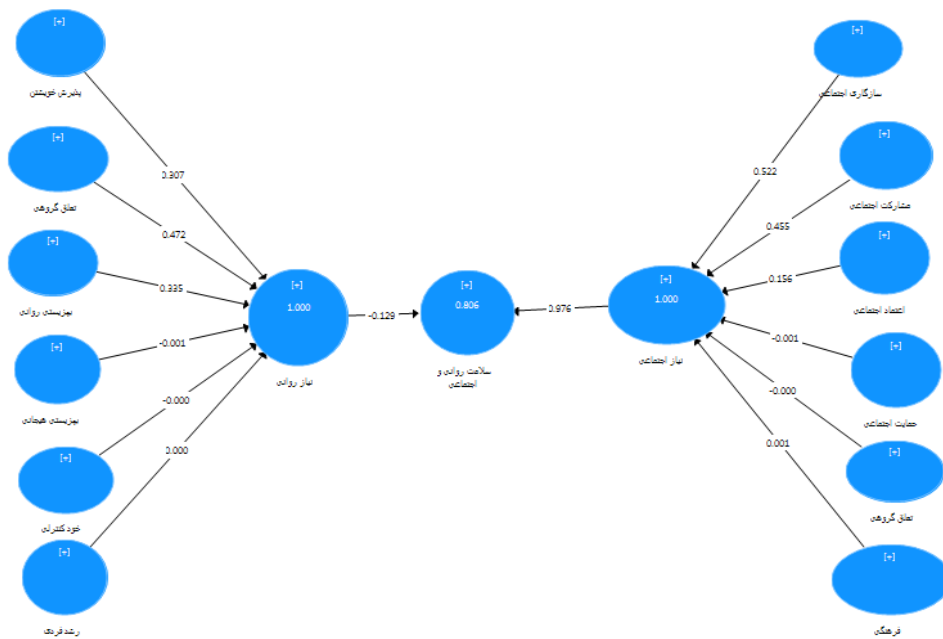 [+]
پذیرش خویشتن
[+]
تعلق گروهی
[+]
بهزیستی روانی
[+]
بهزیستی هیجانی
[+]
خود کنترلی
[+]
رشد فردی
0.307
0.472
0.335
-0.001
-0.000
0.000
[+]
1.000
نیاز روانی
-0.129
[+]
0.806
سلامت روانی و
اجتماعی
0.976
[+]
1.000
نیاز اجتماعی
0.522
0.455
0.156
-0.001
-0.000
0.001
[+]
سازگاری اجتماعی
[+]
مشارکت اجتماعی
[+]
اعتماد اجتماعی
[+]
حمایت اجتماعی
[+]
تعلق گروهی
[+]
فرهنگی